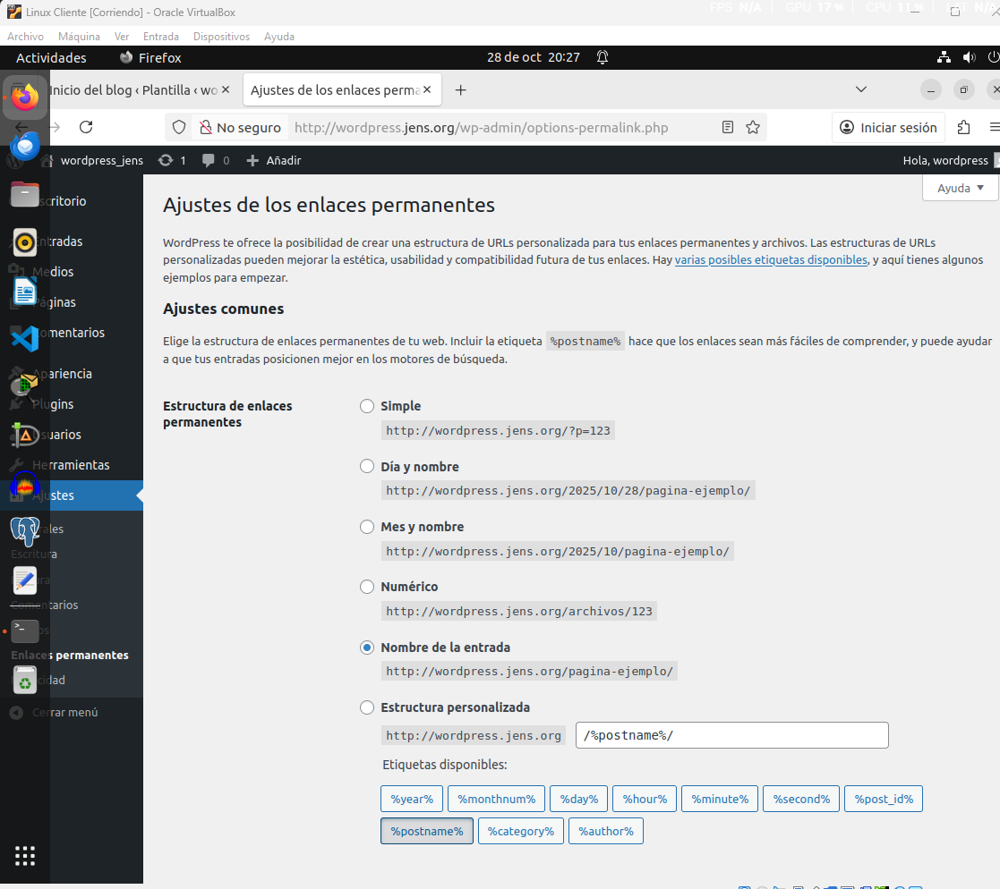 Linux Cliente [Corriendo] - Oracle VirtualBox
FPS N/A GPU 17 % CPU 11 % LAT N/A
Archivo Máquina Ver Entrada Dispositivos Ayuda
Actividades Firefox 28 de oct 20:27
Inicio del blog ‹ Plantilla ‹ wo Ajustes de los enlaces perma
No seguro http://wordpress.jens.org/wp-admin/options-permalink.php Iniciar sesión
wordpress_jens 1 0 Añadir Hola, wordpress
Ayuda
Escritorio
Entradas
Medios
Páginas
Comentarios
Apariencia
Plugins
Usuarios
Herramientas
Ajustes
rales
Escritura
ura
Comentarios
os
Enlaces permanentes
cidad
Cerrar menú
Ajustes de los enlaces permanentes
WordPress te ofrece la posibilidad de crear una estructura de URLs personalizada para tus enlaces permanentes y archivos. Las estructuras de URLs
personalizadas pueden mejorar la estética, usabilidad y compatibilidad futura de tus enlaces. Hay varias posibles etiquetas disponibles, y aquí tienes algunos
ejemplos para empezar.
Ajustes comunes
Elige la estructura de enlaces permanentes de tu web. Incluir la etiqueta %postname% hace que los enlaces sean más fáciles de comprender, y puede ayudar
a que tus entradas posicionen mejor en los motores de búsqueda.
Estructura de enlaces
permanentes
Simple
http://wordpress.jens.org/?p=123
Día y nombre
http://wordpress.jens.org/2025/10/28/pagina-ejemplo/
Mes y nombre
http://wordpress.jens.org/2025/10/pagina-ejemplo/
Numérico
http://wordpress.jens.org/archivos/123
Nombre de la entrada
http://wordpress.jens.org/pagina-ejemplo/
Estructura personalizada
http://wordpress.jens.org /%postname%/
Etiquetas disponibles:
%year% %monthnum% %day% %hour% %minute% %second% %post_id%
%postname% %category% %author%